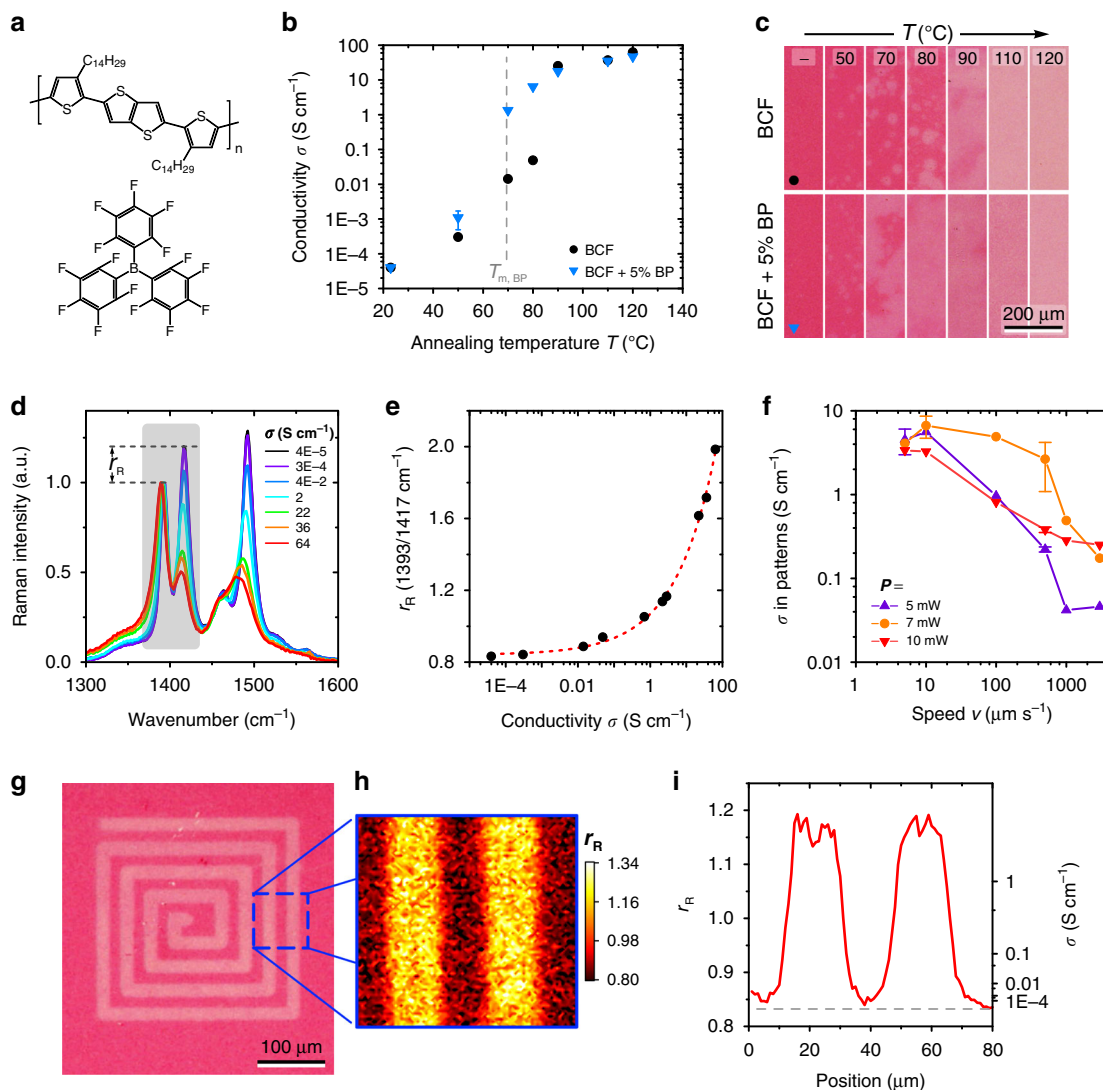 a
C14H29
S
S
S
S
n
C14H29
F
F
F
F
F
F
F
F
B
F
F
F
F
F
F
F
b
Conductivity σ (S cm−1)
100
10
1
0.1
0.01
1E−3
1E−4
1E−5
Tm, BP
BCF
BCF + 5% BP
20 40 60 80 100 120 140
Annealing temperature T (°C)
c
T (°C)
– 50 70 80 90 110 120
BCF
BCF + 5% BP
200 μm
d
Raman intensity (a.u.)
1.0
0.5
0.0
rR
σ (S cm−1)
4E−5
3E−4
4E−2
2
22
36
64
1300 1400 1500 1600
Wavenumber (cm−1)
e
rR (1393/1417 cm−1)
2.0
1.6
1.2
0.8
1E−4 0.01 1 100
Conductivity σ (S cm−1)
f
σ in patterns (S cm−1)
10
1
0.1
0.01
P =
5 mW
7 mW
10 mW
1 10 100 1000
Speed v (μm s−1)
g
100 μm
h
rR
1.34
1.16
0.98
0.80
i
rR
1.2
1.1
1.0
0.9
0.8
1
0.1
0.01
1E−4
σ (S cm−1)
0 20 40 60 80
Position (μm)